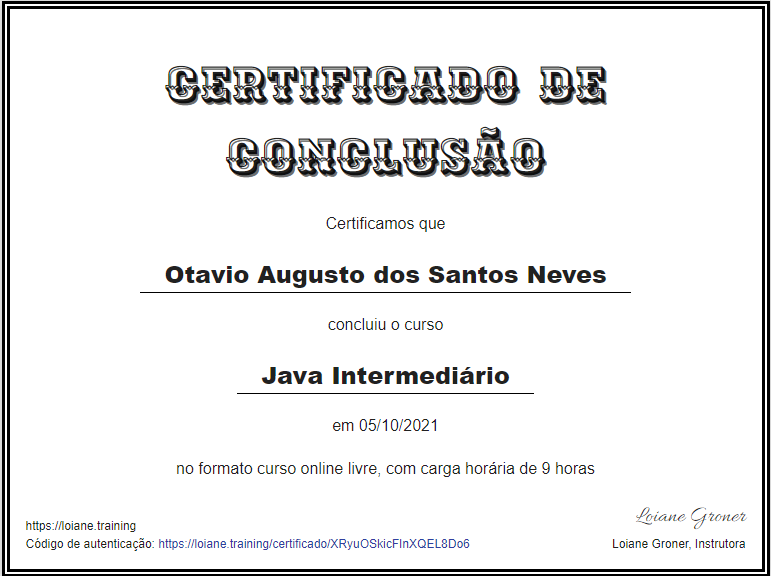 CERTIFICADO DE
CONCLUSÃO
Certificamos que
Otavio Augusto dos Santos Neves
concluiu o curso
Java Intermediário
em 05/10/2021
no formato curso online livre, com carga horária de 9 horas
Loiane Groner
https://loiane.training
Código de autenticação: https://loiane.training/certificado/XRyuOSkicFlnXQEL8Do6
Loiane Groner, Instrutora